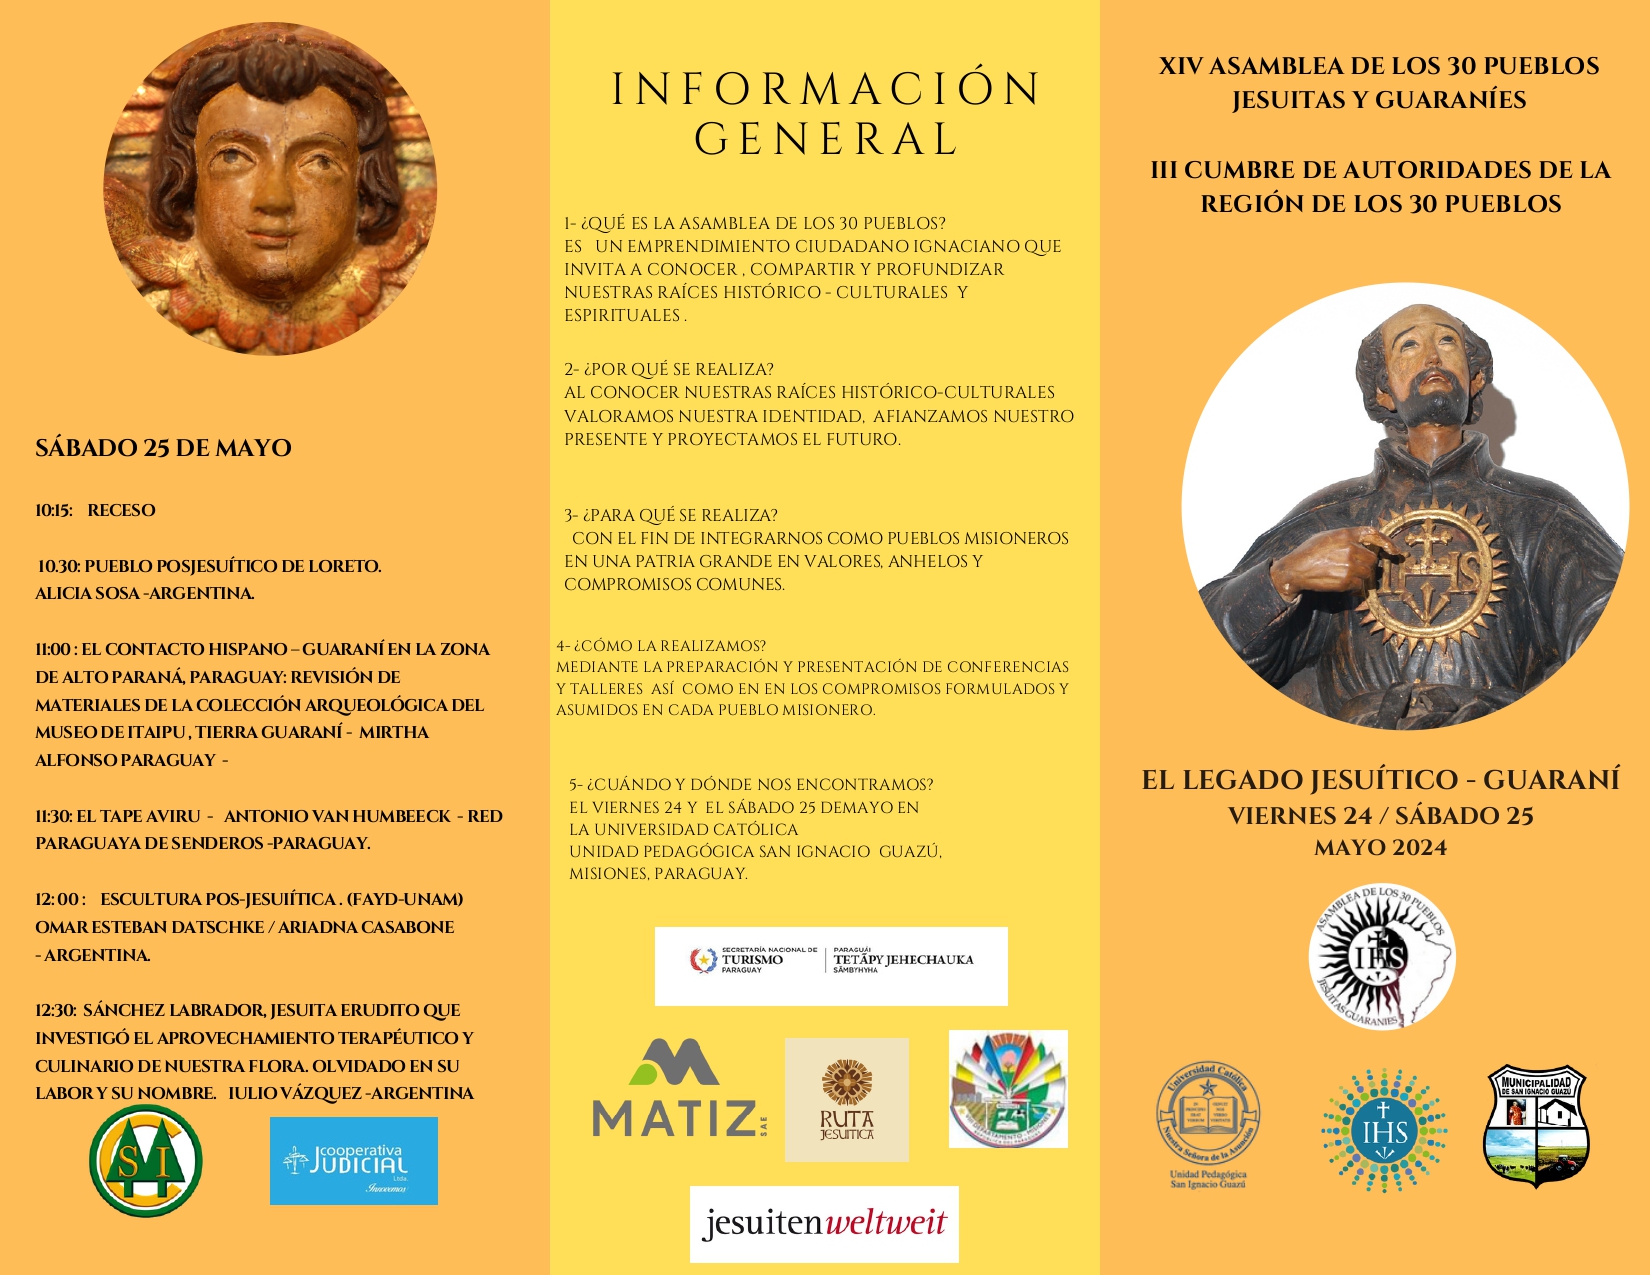 SÁBADO 25 DE MAYO
10:15: RECESO
10.30: PUEBLO POSJESUÍTICO DE LORETO.
ALICIA SOSA -ARGENTINA.
11:00 : EL CONTACTO HISPANO – GUARANÍ EN LA ZONA
DE ALTO PARANÁ, PARAGUAY: REVISIÓN DE
MATERIALES DE LA COLECCIÓN ARQUEOLÓGICA DEL
MUSEO DE ITAIPU , TIERRA GUARANÍ - MIRTHA
ALFONSO PARAGUAY -
11:30: EL TAPE AVIRU - ANTONIO VAN HUMBEECK - RED
PARAGUAYA DE SENDEROS -PARAGUAY.
12:00 : ESCULTURA POS-JESUIÍTICA . (FAYD-UNAM)
OMAR ESTEBAN DATSCHKE / ARIADNA CASABONE
- ARGENTINA.
12:30: SÁNCHEZ LABRADOR, JESUITA ERUDITO QUE
INVESTIGÓ EL APROVECHAMIENTO TERAPÉUTICO Y
CULINARIO DE NUESTRA FLORA. OLVIDADO EN SU
LABOR Y SU NOMBRE. IULIO VÁZQUEZ -ARGENTINA
SI
cooperativa
JUDICIAL
Ltda.
Innovemos
INFORMACIÓN
GENERAL
1- ¿QUÉ ES LA ASAMBLEA DE LOS 30 PUEBLOS?
ES UN EMPRENDIMIENTO CIUDADANO IGNACIANO QUE
INVITA A CONOCER , COMPARTIR Y PROFUNDIZAR
NUESTRAS RAÍCES HISTÓRICO - CULTURALES Y
ESPIRITUALES .
2- ¿POR QUÉ SE REALIZA?
AL CONOCER NUESTRAS RAÍCES HISTÓRICO-CULTURALES
VALORAMOS NUESTRA IDENTIDAD, AFIANZAMOS NUESTRO
PRESENTE Y PROYECTAMOS EL FUTURO.
3- ¿PARA QUÉ SE REALIZA?
CON EL FIN DE INTEGRARNOS COMO PUEBLOS MISIONEROS
EN UNA PATRIA GRANDE EN VALORES, ANHELOS Y
COMPROMISOS COMUNES.
4- ¿CÓMO LA REALIZAMOS?
MEDIANTE LA PREPARACIÓN Y PRESENTACIÓN DE CONFERENCIAS
Y TALLERES ASÍ COMO EN EN LOS COMPROMISOS FORMULADOS Y
ASUMIDOS EN CADA PUEBLO MISIONERO.
5- ¿CUÁNDO Y DÓNDE NOS ENCONTRAMOS?
EL VIERNES 24 Y EL SÁBADO 25 DEMAYO EN
LA UNIVERSIDAD CATÓLICA
UNIDAD PEDAGÓGICA SAN IGNACIO GUAZÚ,
MISIONES, PARAGUAY.
SECRETARÍA NACIONAL DE
TURISMO
PARAGUAY
PARAGUÁI
TETÃPY JEHECHAUKA
SÃMBYHYHA
MATIZ SAE
RUTA
JESUITICA
jesuitenweltweit
XIV ASAMBLEA DE LOS 30 PUEBLOS
JESUITAS Y GUARANÍES
III CUMBRE DE AUTORIDADES DE LA
REGIÓN DE LOS 30 PUEBLOS
IHS
EL LEGADO JESUÍTICO - GUARANÍ
VIERNES 24 / SÁBADO 25
MAYO 2024
ASAMBLEA DE LOS 30 PUEBLOS
IHS
JESUITAS GUARANIES
Universidad Católica
Nuestra Señora de la Asunción
Unidad Pedagógica
San Ignacio Guazú
IHS
MUNICIPALIDAD
DE SAN IGNACIO GUAZÚ